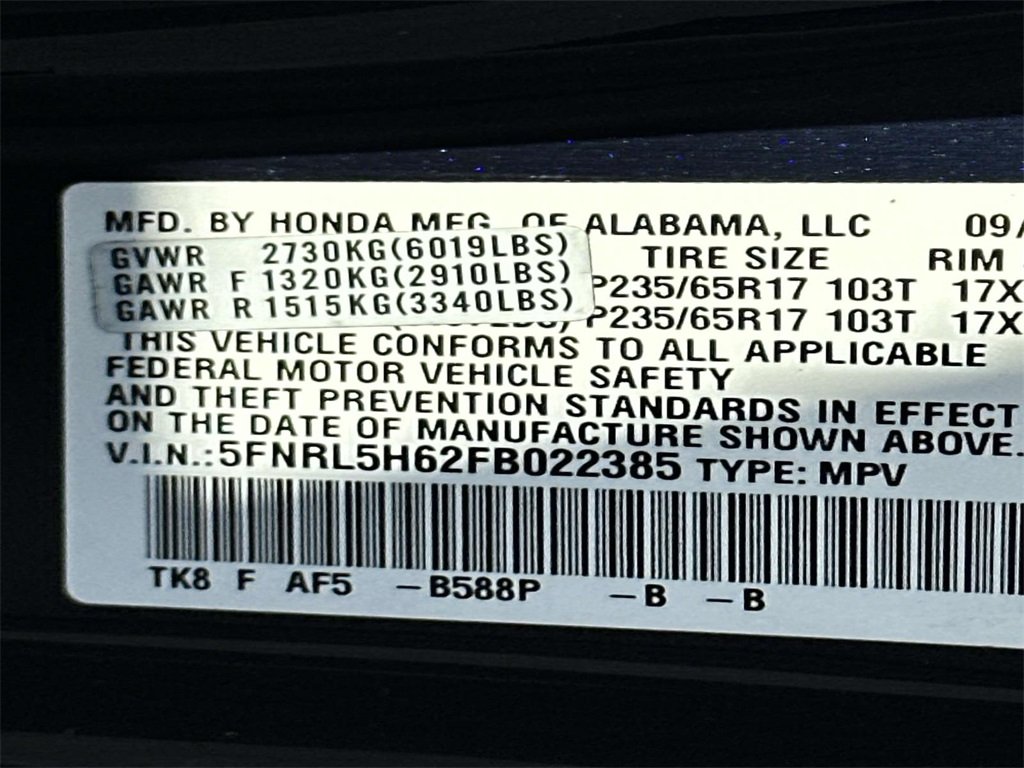 MFD. BY HONDA MFG. OF ALABAMA, LLC 09/
GVWR 2730KG(6019LBS)
TIRE SIZE RIM
GAWR F 1320KG(2910LBS) P235/65R17 103T 17X
GAWR R 1515KG(3340LBS) P235/65R17 103T 17X
THIS VEHICLE CONFORMS TO ALL APPLICABLE
FEDERAL MOTOR VEHICLE SAFETY
AND THEFT PREVENTION STANDARDS IN EFFECT
ON THE DATE OF MANUFACTURE SHOWN ABOVE.
V.I.N.:5FNRL5H62FB022385 TYPE: MPV
TK8 F AF5 -B588P -B -B